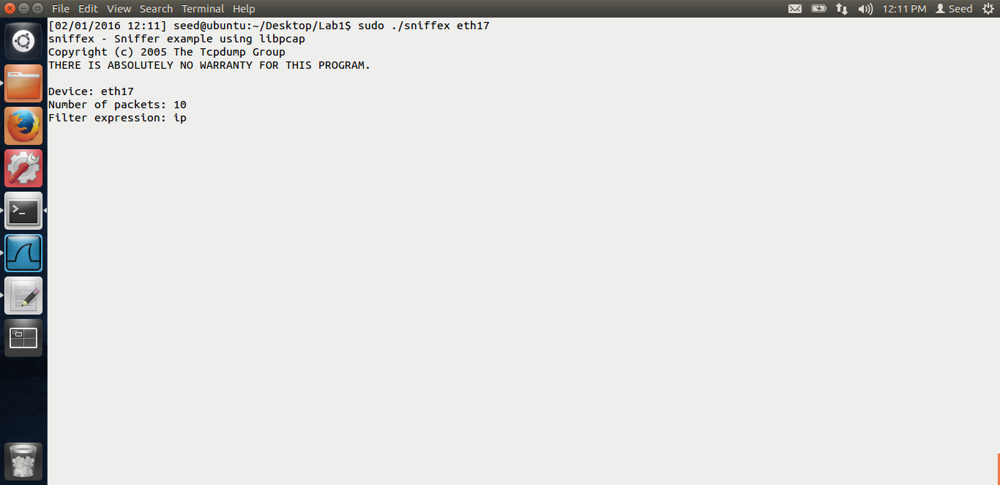 File Edit View Search Terminal Help 12:11 PM Seed
[02/01/2016 12:11] seed@ubuntu:~/Desktop/Lab1$ sudo ./sniffex eth17
sniffex - Sniffer example using libpcap
Copyright (c) 2005 The Tcpdump Group
THERE IS ABSOLUTELY NO WARRANTY FOR THIS PROGRAM.
Device: eth17
Number of packets: 10
Filter expression: ip